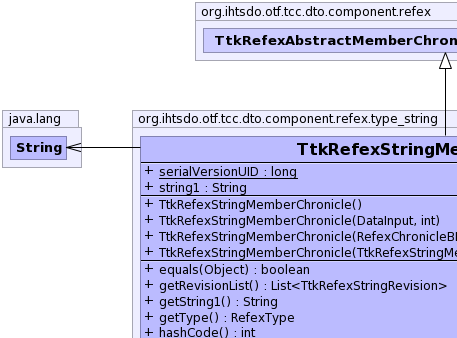 org.ihtsdo.otf.tcc.dto.component.refex
TtkRefexAbstractMemberChron
java.lang
String
org.ihtsdo.otf.tcc.dto.component.refex.type_string
TtkRefexStringMe
+ serialVersionUID : long
+ string1 : String
+ TtkRefexStringMemberChronicle()
+ TtkRefexStringMemberChronicle(DataInput, int)
+ TtkRefexStringMemberChronicle(RefexChronicleB
+ TtkRefexStringMemberChronicle(TtkRefexStringMe
+ equals(Object) : boolean
+ getRevisionList() : List<TtkRefexStringRevision>
+ getString1() : String
+ getType() : RefexType
+ hashCode() : int